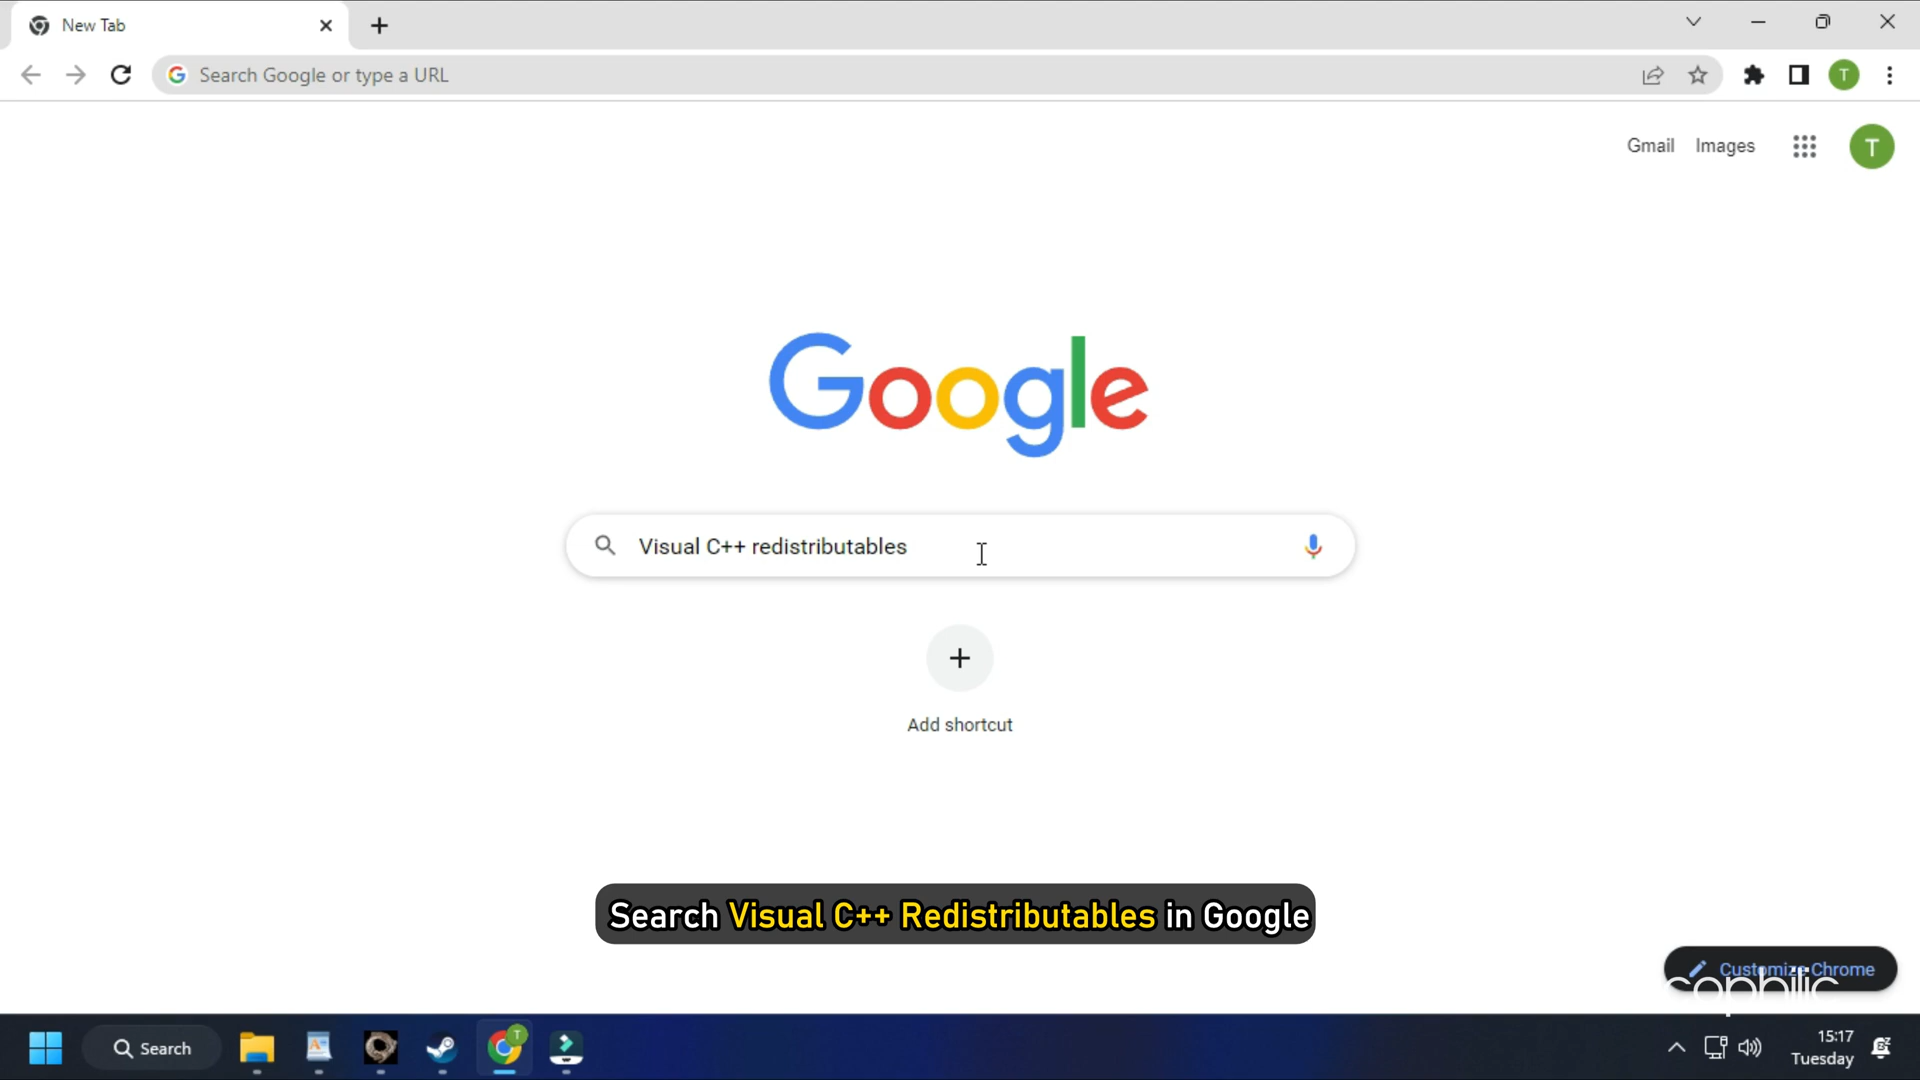 New Tab
Search Google or type a URL
T
Gmail Images
T
Google
Visual C++ redistributables
Add shortcut
Search Visual C++ Redistributables in Google
Customize Chrome
Search
T
15:17
Tuesday